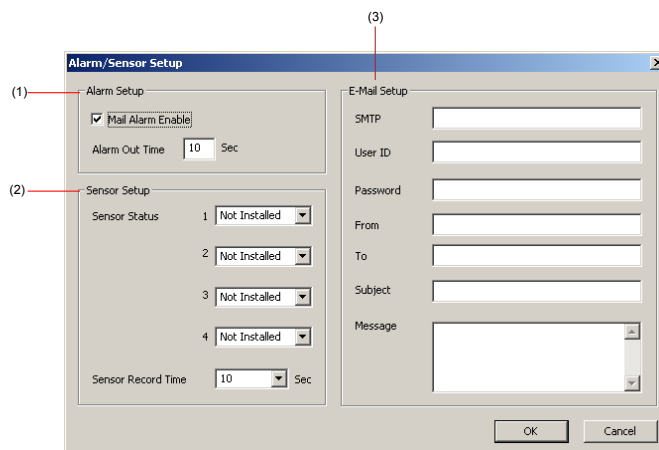 (3)
Alarm/Sensor Setup
(1)
Alarm Setup
Mail Alarm Enable
Alarm Out Time 10 Sec
(2)
Sensor Setup
Sensor Status 1 Not Installed
2 Not Installed
3 Not Installed
4 Not Installed
Sensor Record Time 10 Sec
E-Mail Setup
SMTP
User ID
Password
From
To
Subject
Message
OK Cancel